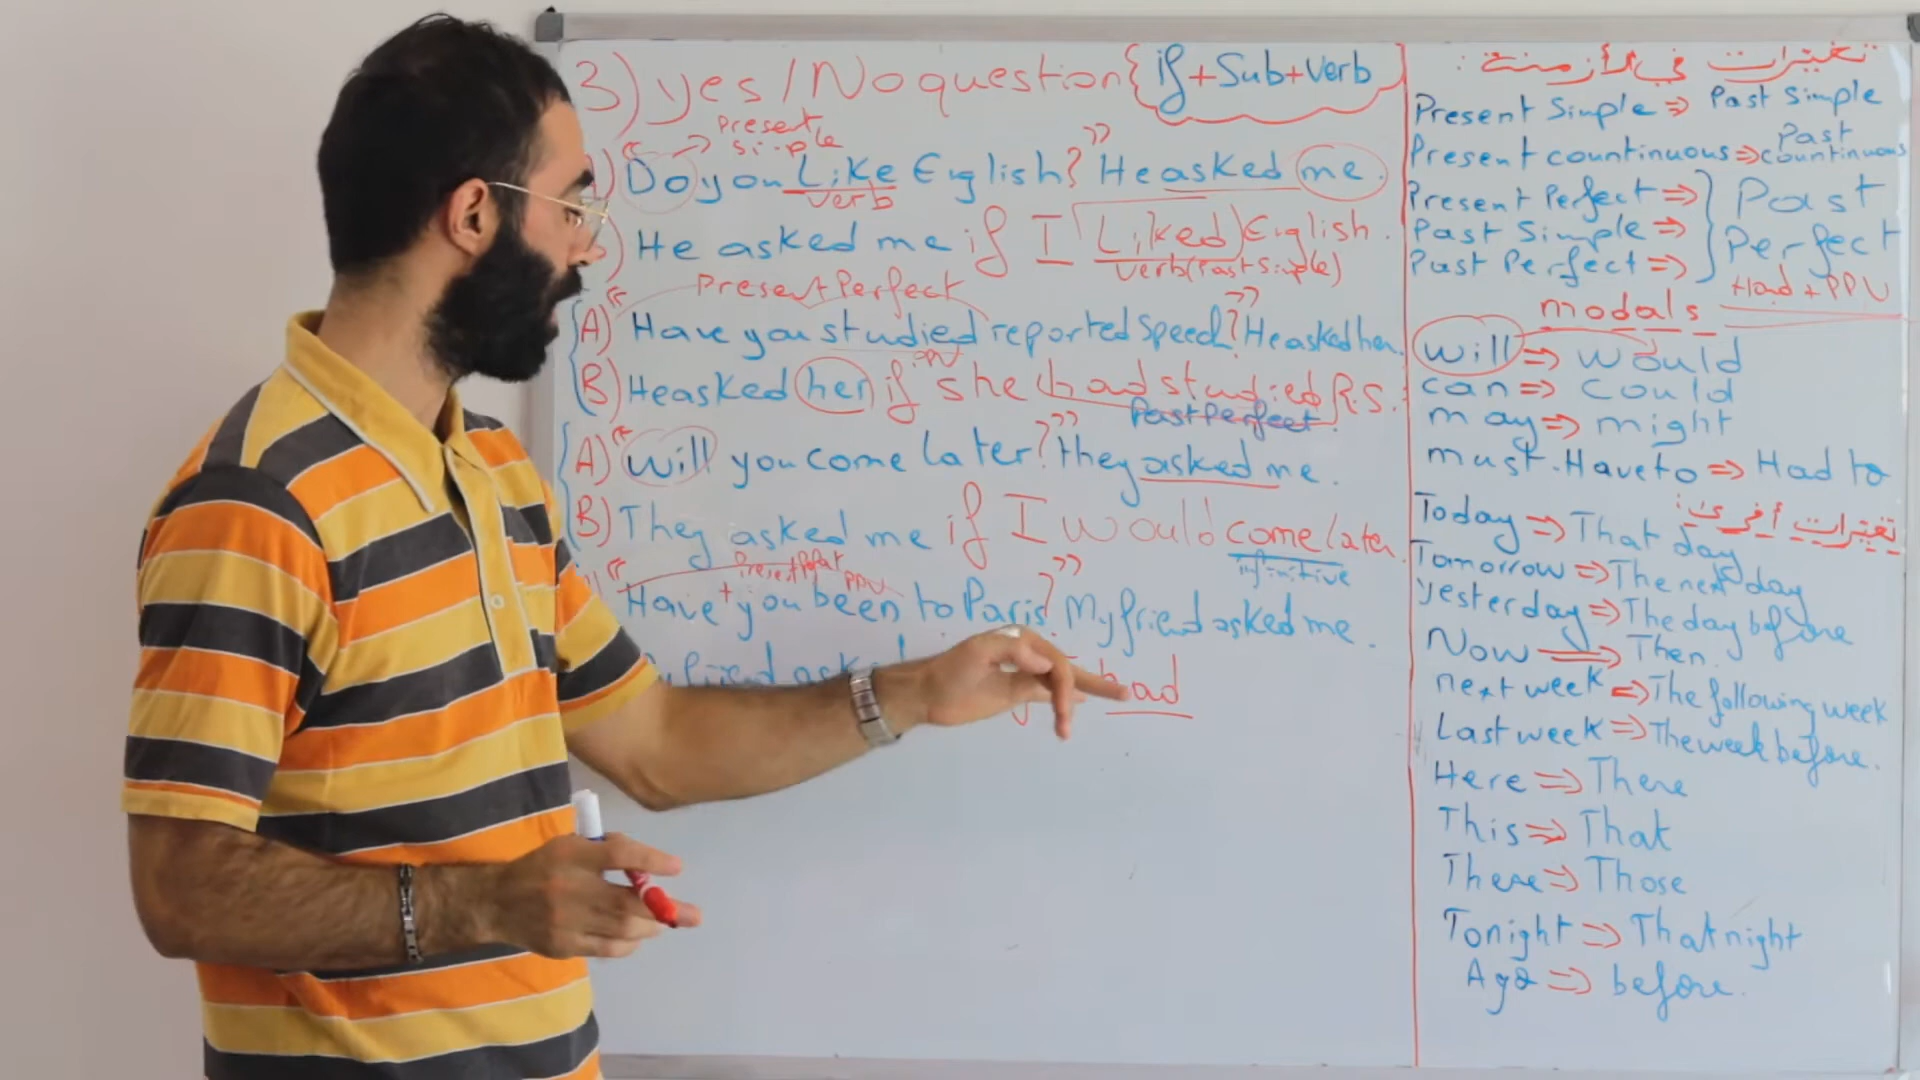 3) yes / No question { if + Sub + Verb }
Present
Simple
"Do you Like English?" He asked me.
Verb
He asked me if I Liked English.
Verb (Past Simple)
Present Perfect
A) "Have you studied reported Speech?" He asked her.
PPV
B) He asked her if she had studied R.S.
Past Perfect.
A) "Will you come later?" They asked me.
B) They asked me if I would come later.
infinitive
Present Perfect PPV
"Have + you been to Paris?" My friend asked me.
friend asked had
تغيرات في الأزمنة :
Present Simple => Past Simple
Present countinuous => Past countinuous
Present Perfect =>
Past Simple =>
Past Perfect =>
} Past Perfect
Had + PPV
modals
will => would
can => could
may => might
must . Have to => Had to
تغيرات أخرى :
Today => That day
Tomorrow => The next day
Yesterday => The day before
Now => Then.
next week => The following week
Last week => The week before.
Here => There
This => That
These => Those
Tonight => That night
Ago => before.